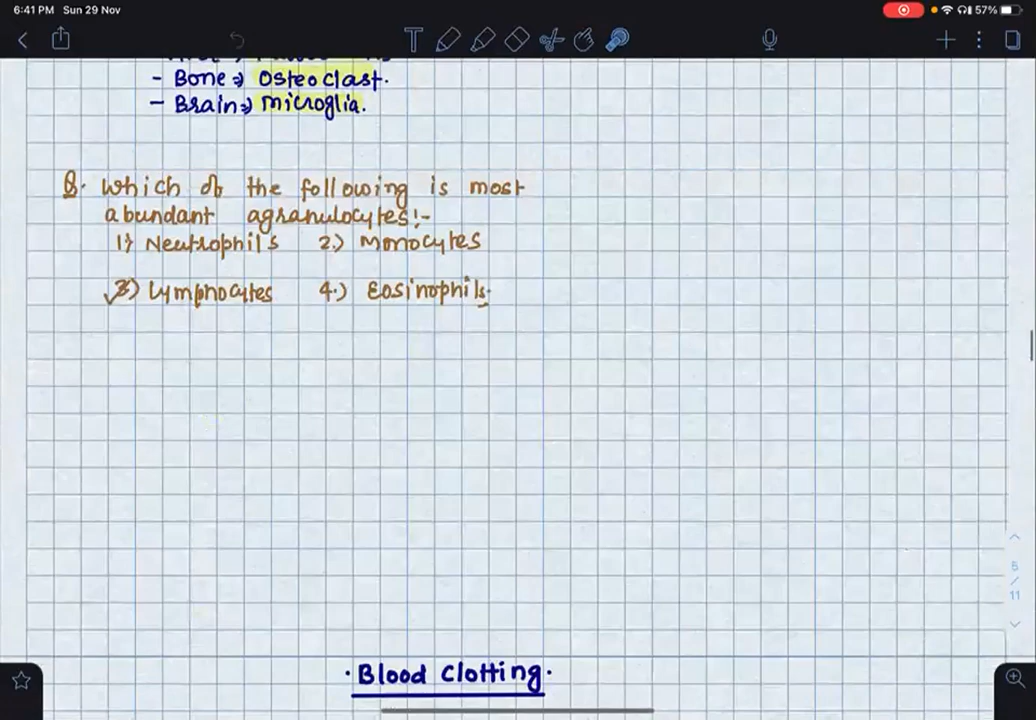 6:41 PM Sun 29 Nov
57%
- Bone ⇒ Osteoclast.
- Brain ⇒ microglia.
Q. Which of the following is most
abundant agranulocytes:-
1) Neutrophils 2.) Monocytes
3) Lymphocytes 4.) Eosinophils.
5
/
11
· Blood Clotting ·